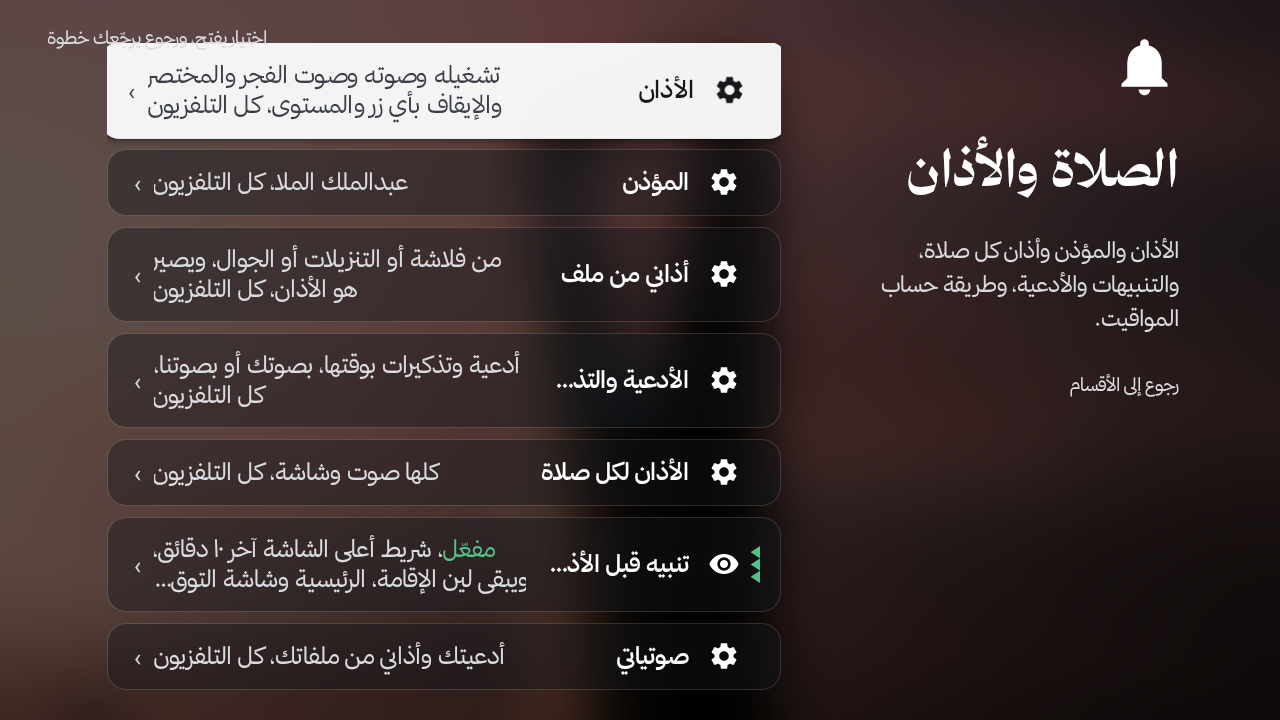 اختيار يفتح، ورجوع يرجّعك خطوة
الصلاة والأذان
الأذان والمؤذن وأذان كل صلاة،
والتنبيهات والأدعية، وطريقة حساب
المواقيت.
رجوع إلى الأقسام
الأذان
تشغيله وصوته وصوت الفجر والمختصر
والإيقاف بأي زر والمستوى، كل التلفزيون
المؤذن
عبدالملك الملا، كل التلفزيون
أذاني من ملف
من فلاشة أو التنزيلات أو الجوال، ويصير
هو الأذان، كل التلفزيون
الأدعية والتذ...
أدعية وتذكيرات بوقتها، بصوتك أو بصوتنا،
كل التلفزيون
الأذان لكل صلاة
كلها صوت وشاشة، كل التلفزيون
تنبيه قبل الأذ...
مفعّل، شريط أعلى الشاشة آخر ١٠ دقائق،
ويبقى لين الإقامة، الرئيسية وشاشة التوق...
صوتياتي
أدعيتك وأذاني من ملفاتك، كل التلفزيون